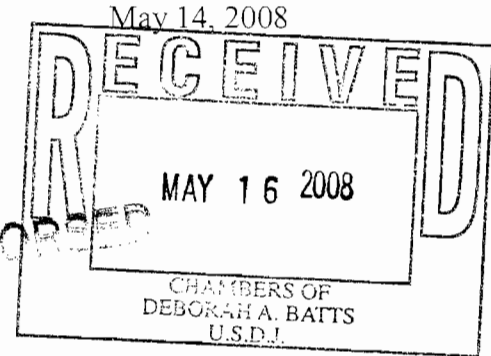 May 14, 2008
RECEIVED
MAY 16 2008
CHAMBERS OF
DEBORAH A. BATTS
U.S.D.J.